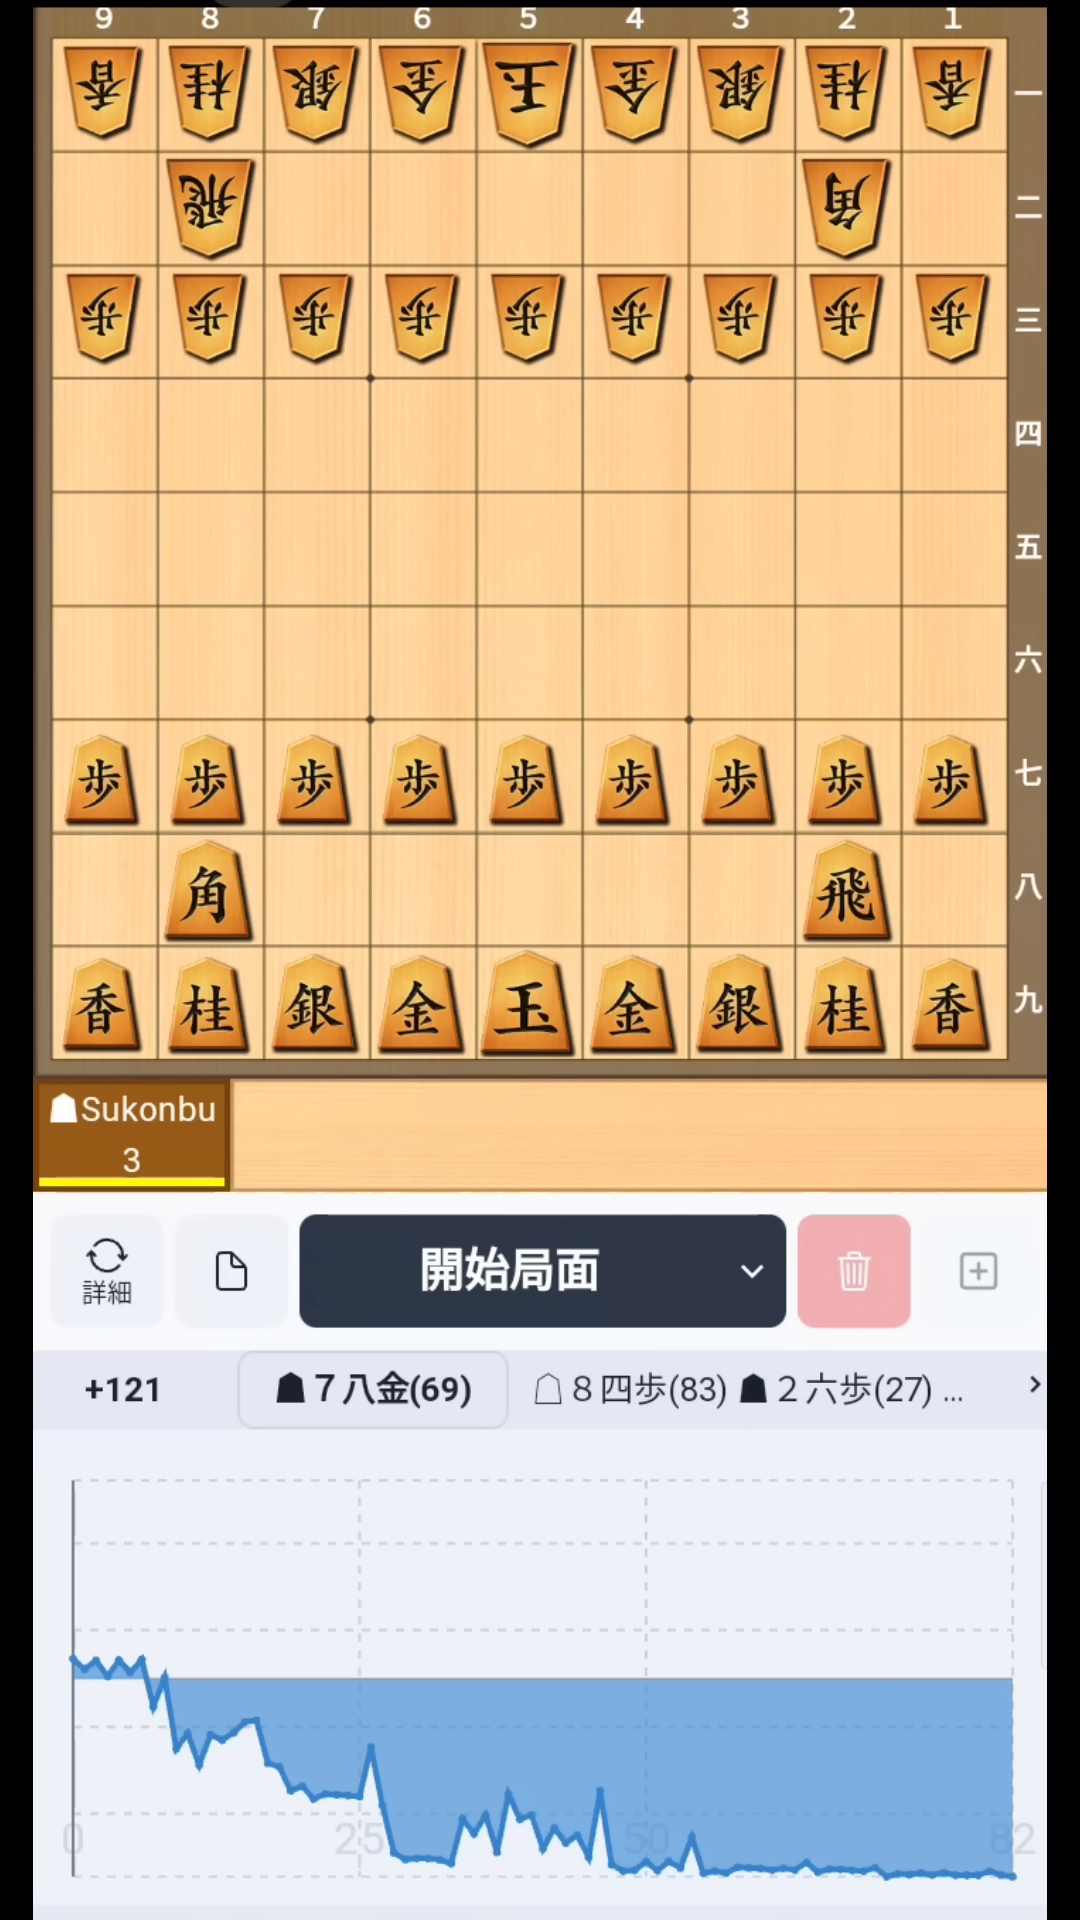 9 8 7 6 5 4 3 2 1
香 桂 銀 金 王 金 銀 桂 香 一
飛 角 二
歩 歩 歩 歩 歩 歩 歩 歩 歩 三
四
五
六
歩 歩 歩 歩 歩 歩 歩 歩 歩 七
角 飛 八
香 桂 銀 金 玉 金 銀 桂 香 九
☗Sukonbu
3
詳細
開始局面
+121 ☗７八金(69) ☖８四歩(83) ☗２六歩(27) ...
0 25 50 82